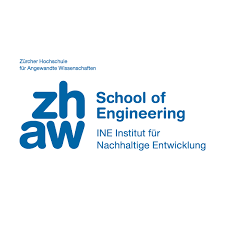 Zürcher Hochschule
für Angewandte Wissenschaften
zh
aw
School of
Engineering
INE Institut für
Nachhaltige Entwicklung